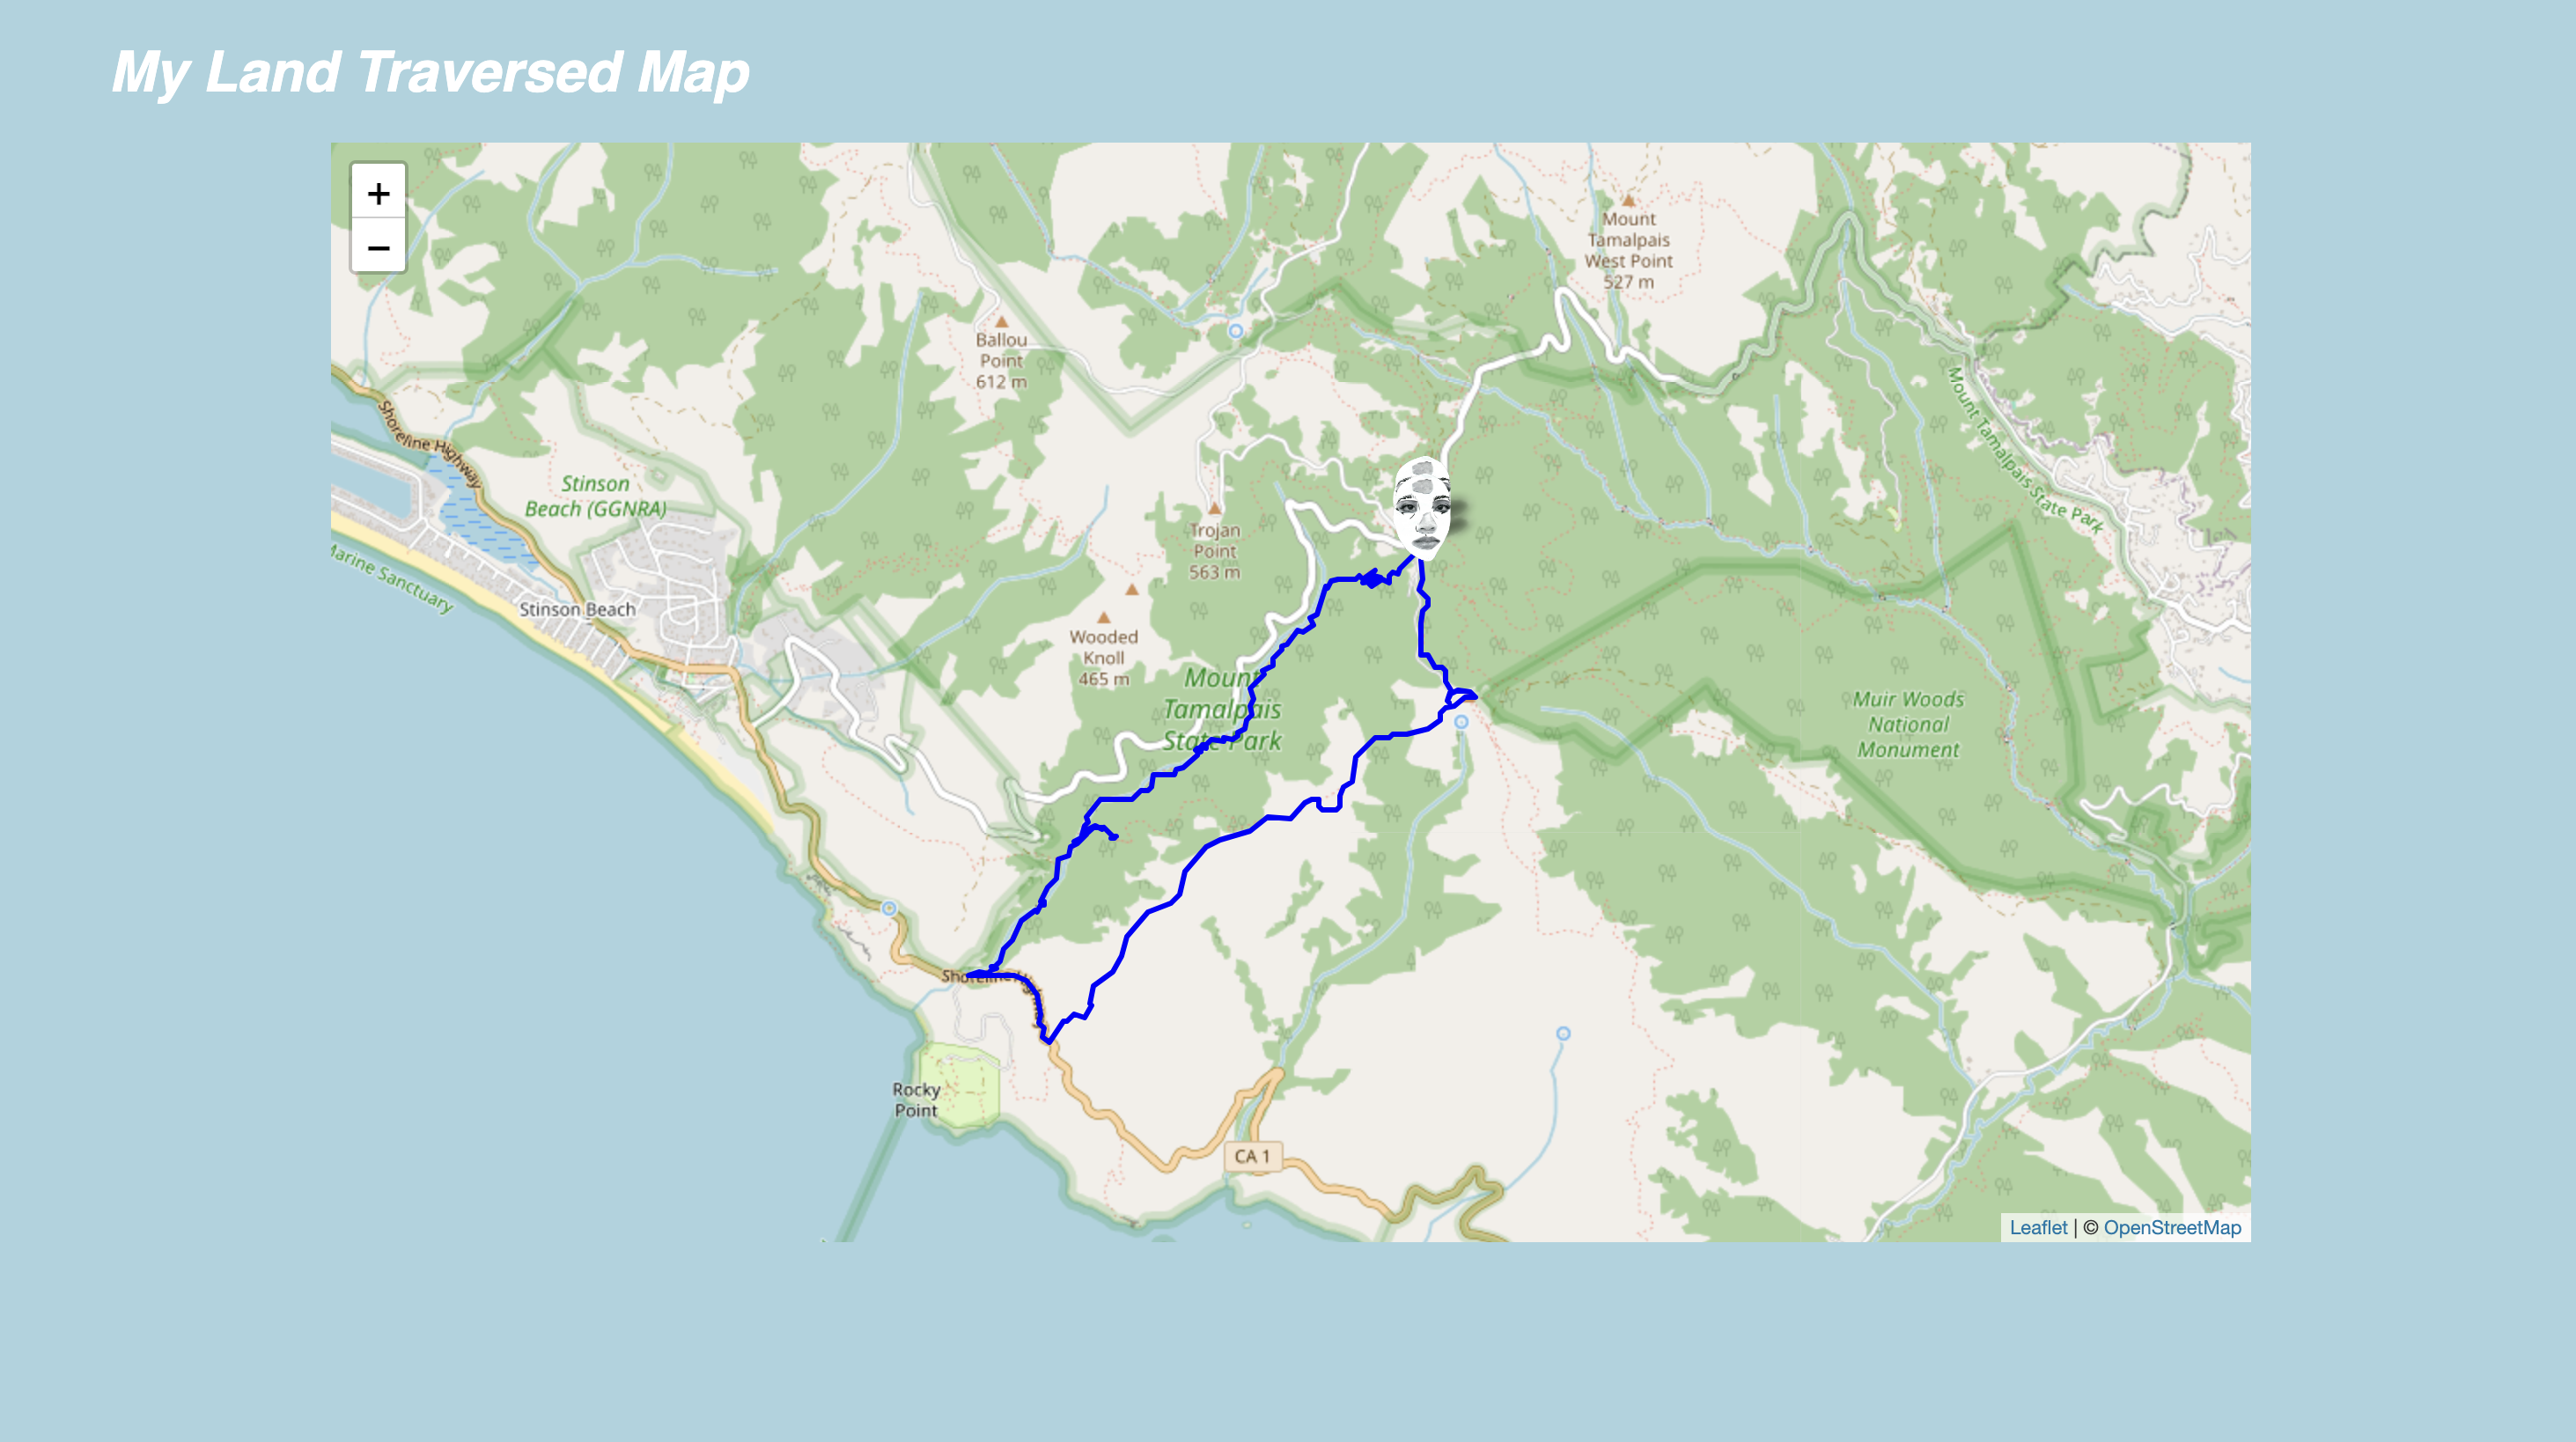 My Land Traversed Map
+
−
Mount
Tamalpais
West Point
527 m
Ballou
Point
612 m
Shoreline Highway
Mount Tamalpais State Park
Stinson
Beach (GGNRA)
Trojan
Point
563 m
Marine Sanctuary
Stinson Beach
Wooded
Knoll
465 m
Mount
Tamalpais
State Park
Muir Woods
National
Monument
Shoreline Highway
Rocky
Point
CA 1
Leaflet | © OpenStreetMap